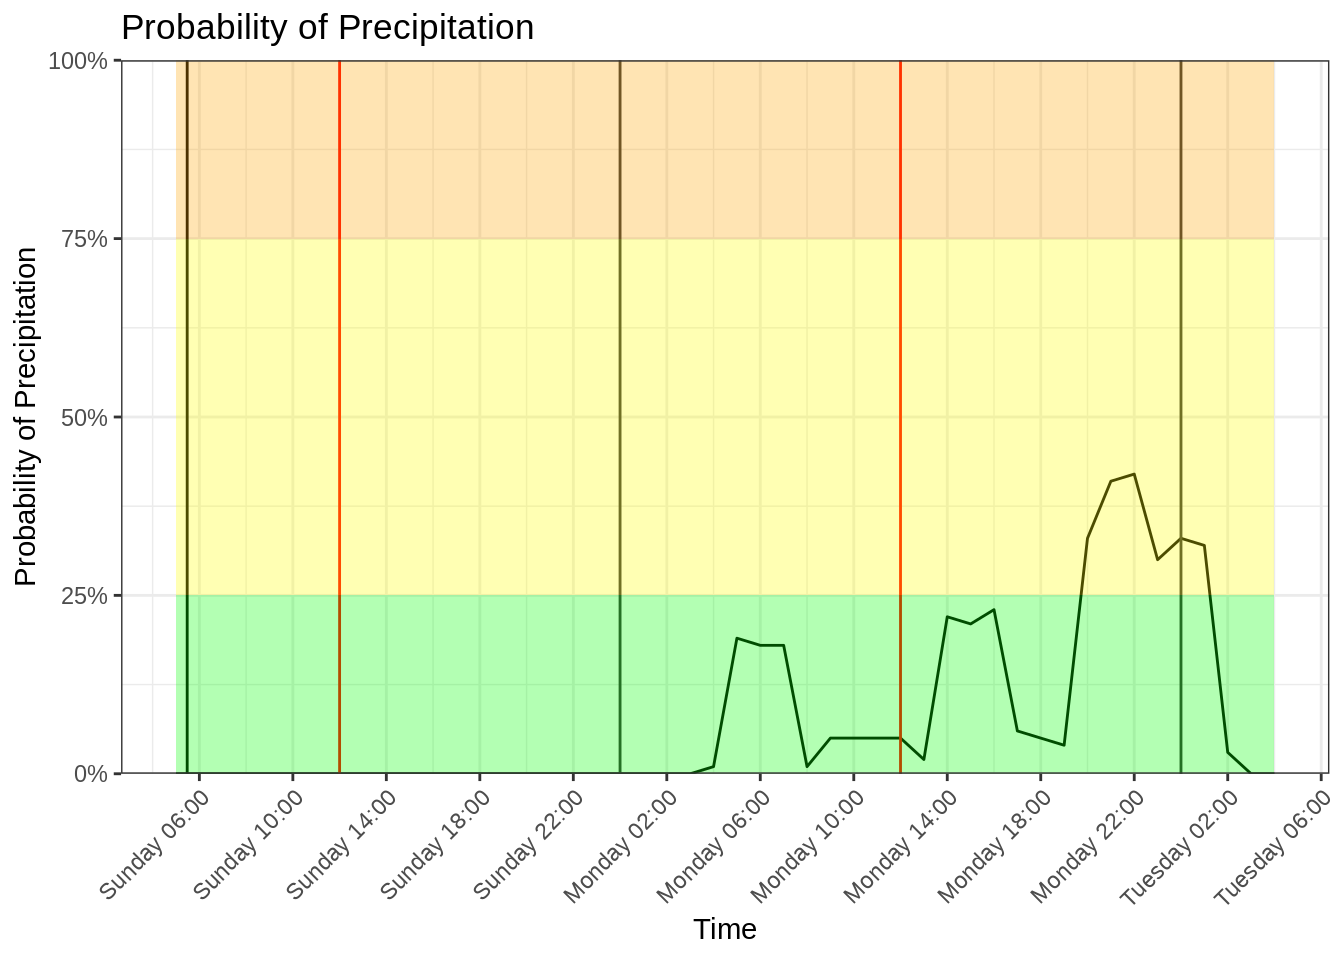 Probability of Precipitation
Probability of Precipitation
100%
75%
50%
25%
0%
Sunday 06:00
Sunday 10:00
Sunday 14:00
Sunday 18:00
Sunday 22:00
Monday 02:00
Monday 06:00
Monday 10:00
Monday 14:00
Monday 18:00
Monday 22:00
Tuesday 02:00
Tuesday 06:00
Time